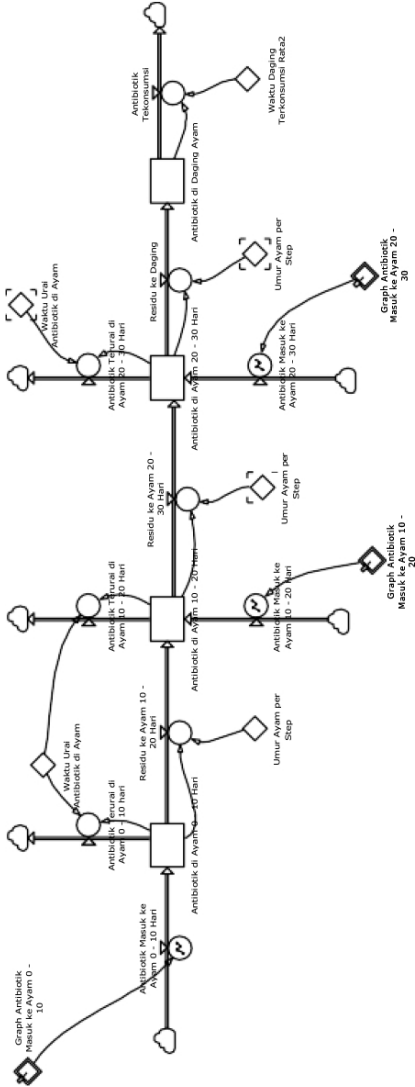 Graph Antibiotik
Masuk ke Ayam 0 -
10
Antibiotik Masuk ke
Ayam 0 - 10 Hari
Antibiotik di Ayam 0 - 10 Hari
Antibiotik Terurai di
Ayam 0 - 10 hari
Waktu Urai
Antibiotik di Ayam
Residu ke Ayam 10 -
20 Hari
Umur Ayam per
Step
Antibiotik di Ayam 10 - 20 Hari
Antibiotik Terurai di
Ayam 10 - 20 Hari
Antibiotik Masuk ke
Ayam 10 - 20 Hari
Graph Antibiotik
Masuk ke Ayam 10 -
20
Residu ke Ayam 20 -
30 Hari
Umur Ayam per
Step
Antibiotik di Ayam 20 - 30 Hari
Antibiotik Terurai di
Ayam 20 - 30 Hari
Waktu Urai
Antibiotik di Ayam
Antibiotik Masuk ke
Ayam 20 - 30 Hari
Graph Antibiotik
Masuk ke Ayam 20 -
30
Residu ke Daging
Umur Ayam per
Step
Antibiotik di Daging Ayam
Antibiotik
Tekonsumsi
Waktu Daging
Terkonsumsi Rata2